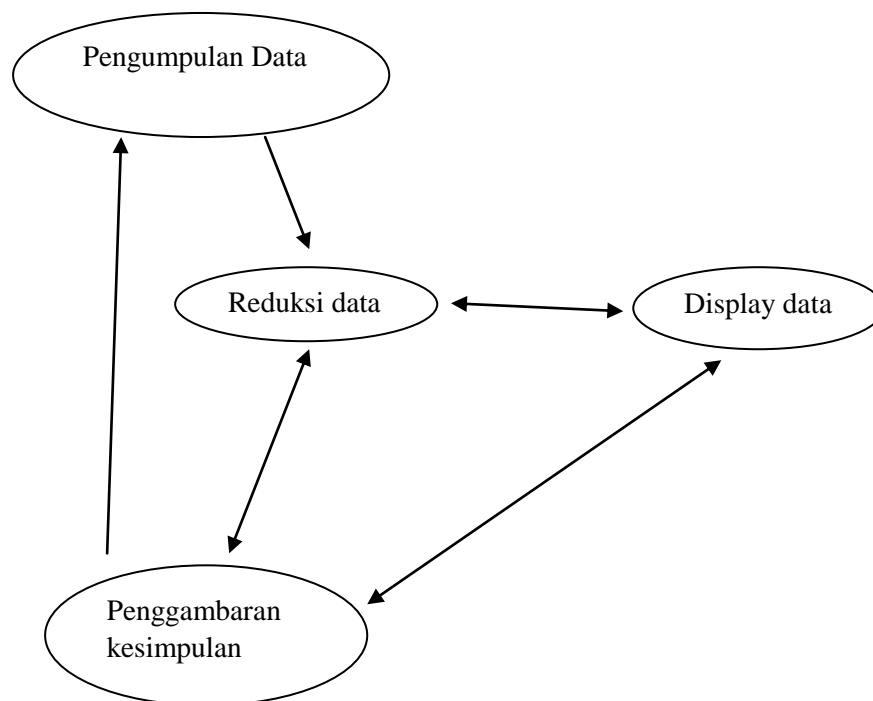 Pengumpulan Data
Reduksi data
Display data
Penggambaran
kesimpulan